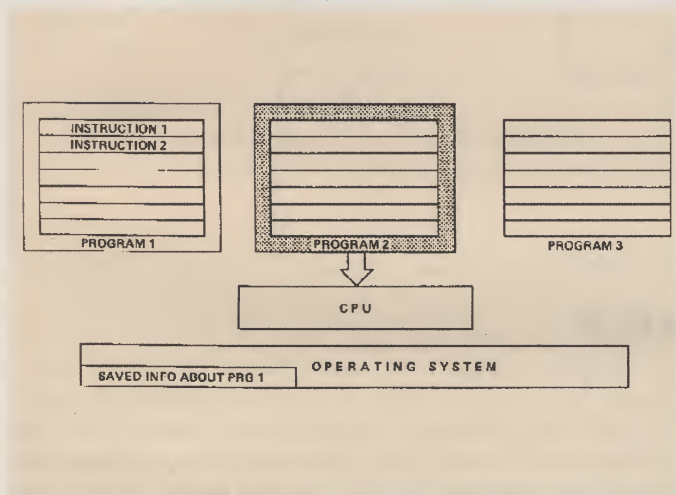 INSTRUCTION 1
INSTRUCTION 2
PROGRAM 1
PROGRAM 2
PROGRAM 3
CPU
OPERATING SYSTEM
SAVED INFO ABOUT PRG 1